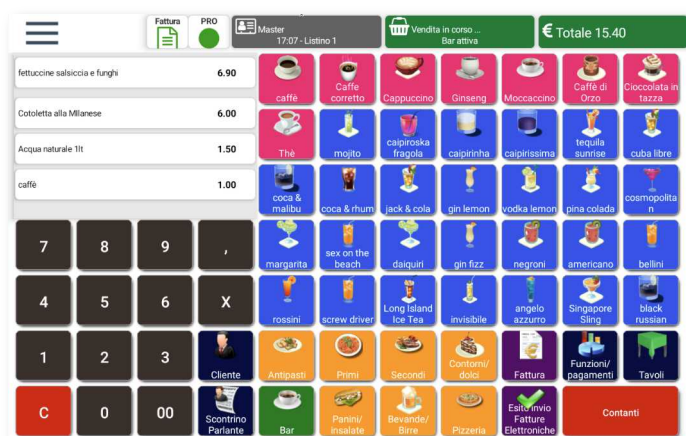 Fattura
PRO
Master
17:07 - Listino 1
Vendita in corso ...
Bar attiva
€ Totale 15.40
fettuccine salsiccia e funghi 6.90
Cotoletta alla MIlanese 6.00
Acqua naturale 1lt 1.50
caffè 1.00
caffè
Caffe
corretto
Cappuccino
Ginseng
Moccaccino
Caffè di
Orzo
Cioccolata in
tazza
Thè
mojito
caipiroska
fragola
caipirinha
caipirissima
tequila
sunrise
cuba libre
coca &
malibu
coca & rhum
jack & cola
gin lemon
vodka lemon
pina colada
cosmopolita
n
margarita
sex on the
beach
daiquiri
gin fizz
negroni
americano
bellini
rossini
screw driver
Long Island
Ice Tea
invisibile
angelo
azzurro
Singapore
Sling
black
russian
7 8 9 ,
4 5 6 X
1 2 3
Cliente
Antipasti
Primi
Secondi
Contorni/
dolci
Fattura
Funzioni/
pagamenti
Tavoli
C 0 00
Scontrino
Parlante
Bar
Panini/
Insalate
Bevande/
Birre
Pizzeria
Esito invio
Fatture
Elettroniche
Contanti